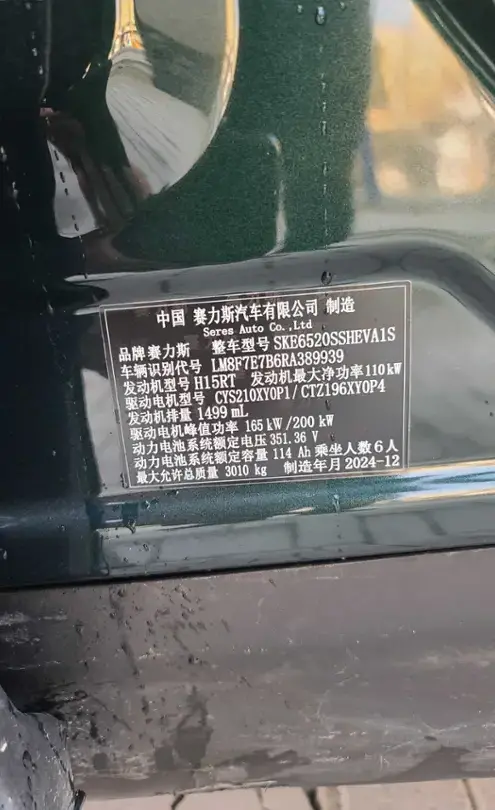 中国 赛力斯汽车有限公司 制造
Seres Auto Co.,Ltd
品牌 赛力斯 整车型号 SKE6520SSHEVA1S
车辆识别代号 LM8F7E7B6RA389939
发动机型号 H15RT 发动机最大净功率 110 kW
驱动电机型号 CYS210XY0P1/CTZ196XY0P4
发动机排量 1499 mL
驱动电机峰值功率 165 kW/200 kW
动力电池系统额定电压 351.36 V
动力电池系统额定容量 114 Ah 乘坐人数 6 人
最大允许总质量 3010 kg 制造年月 2024-12